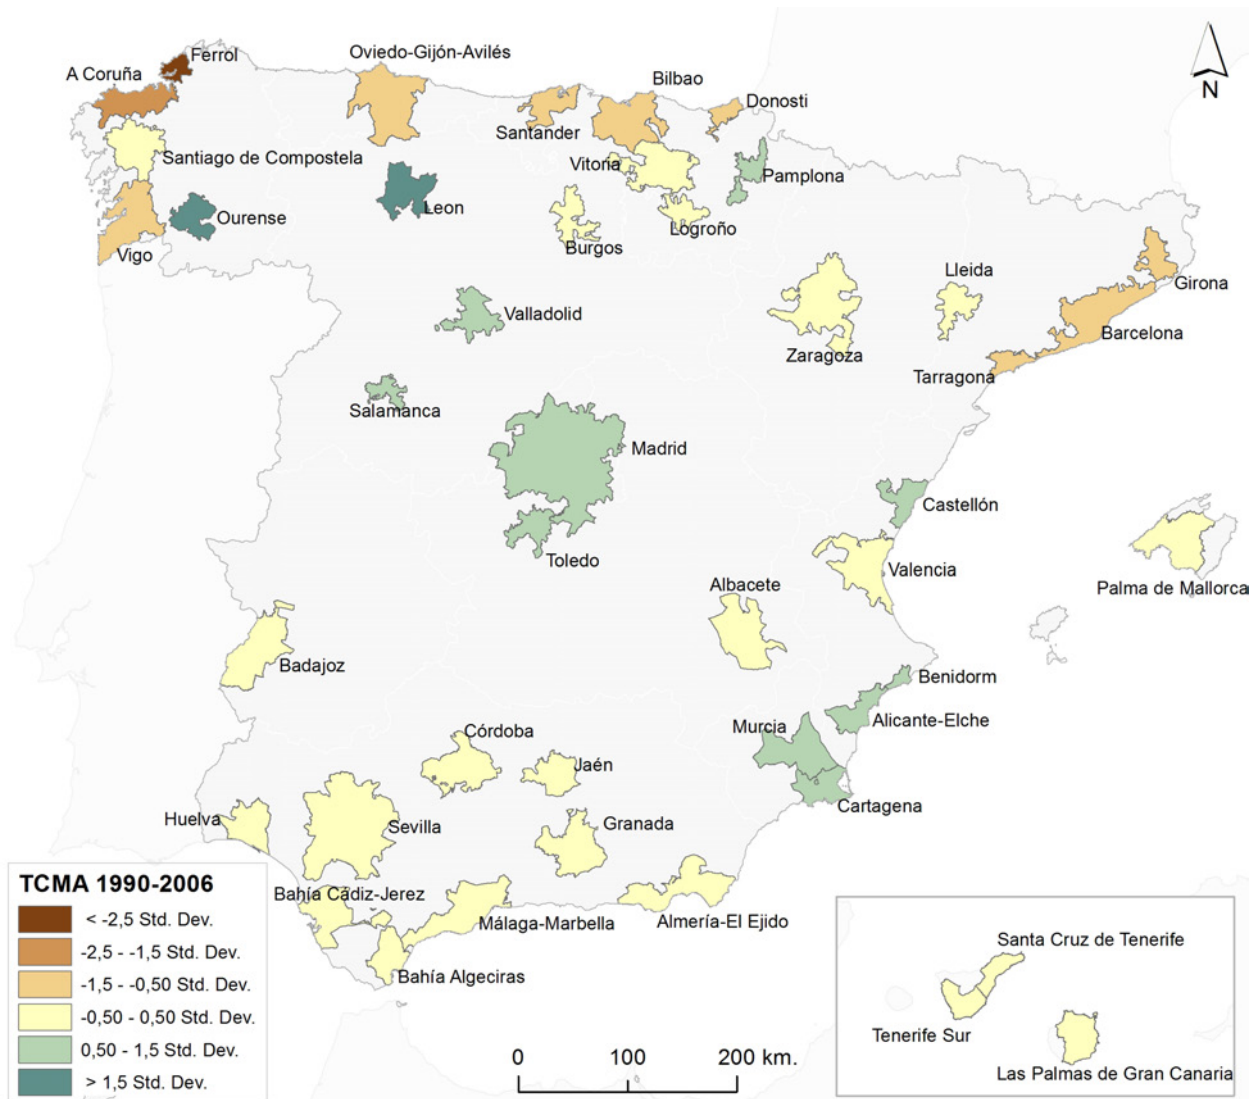 Ferrol
Oviedo-Gijón-Avilés
A Coruña
Bilbao
Donosti
N
Santander
Santiago de Compostela
Vitoria
Pamplona
Ourense
Leon
Logroño
Burgos
Vigo
Lleida
Girona
Valladolid
Barcelona
Zaragoza
Tarragona
Salamanca
Madrid
Castellón
Toledo
Valencia
Albacete
Palma de Mallorca
Badajoz
Benidorm
Alicante-Elche
Murcia
Córdoba
Jaén
Cartagena
Huelva
Sevilla
Granada
TCMA 1990-2006
< -2,5 Std. Dev.
-2,5 - -1,5 Std. Dev.
-1,5 - -0,50 Std. Dev.
-0,50 - 0,50 Std. Dev.
0,50 - 1,5 Std. Dev.
> 1,5 Std. Dev.
Bahía Cádiz-Jerez
Málaga-Marbella
Almería-El Ejido
Bahía Algeciras
Santa Cruz de Tenerife
Tenerife Sur
Las Palmas de Gran Canaria
0 100 200 km.